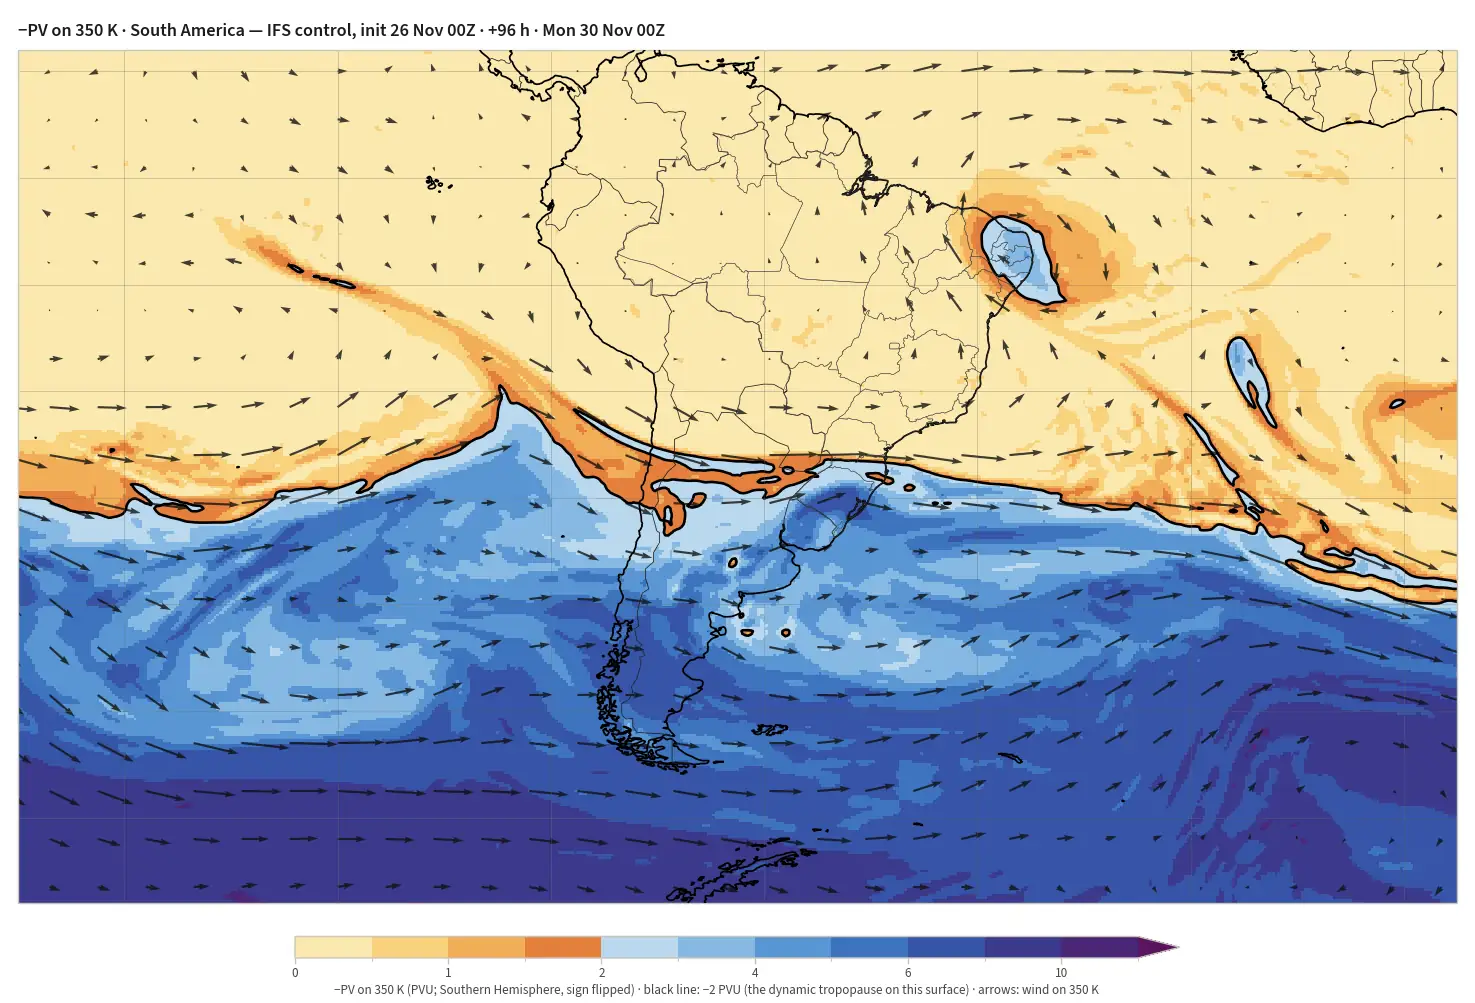 −PV on 350 K · South America — IFS control, init 26 Nov 00Z · +96 h · Mon 30 Nov 00Z
0 1 2 4 6 10
−PV on 350 K (PVU; Southern Hemisphere, sign flipped) · black line: −2 PVU (the dynamic tropopause on this surface) · arrows: wind on 350 K